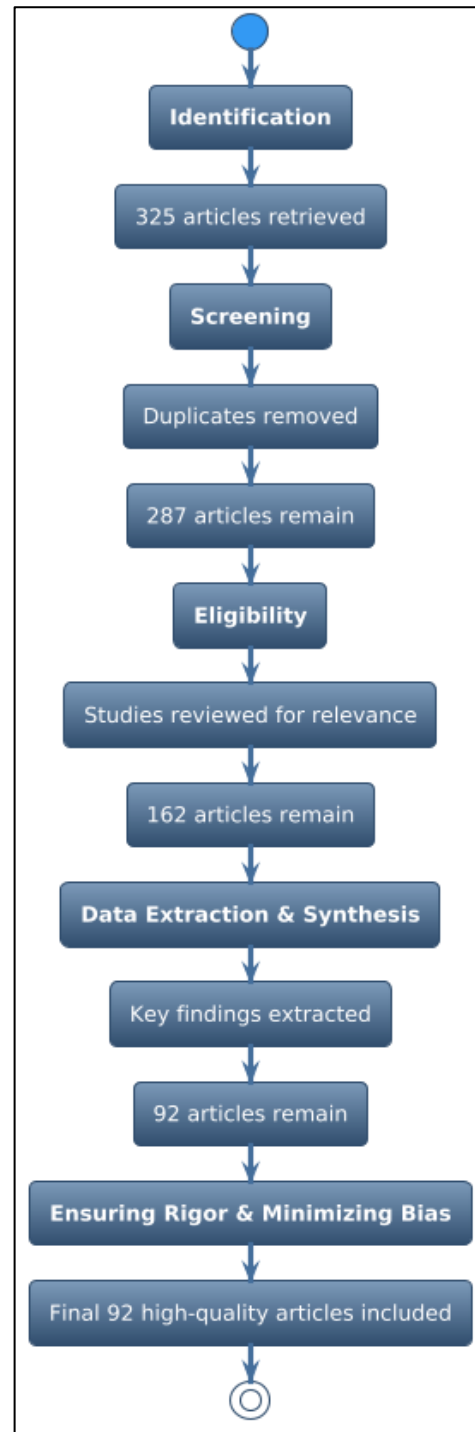 Identification
325 articles retrieved
Screening
Duplicates removed
287 articles remain
Eligibility
Studies reviewed for relevance
162 articles remain
Data Extraction & Synthesis
Key findings extracted
92 articles remain
Ensuring Rigor & Minimizing Bias
Final 92 high-quality articles included